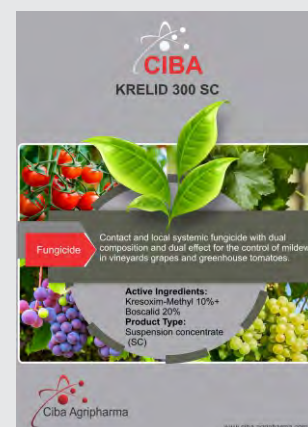 CIBA
KRELID 300 SC
Fungicide
Contact and local systemic fungicide with dual
composition and dual effect for the control of mildew
in vineyards grapes and greenhouse tomatoes.
Active Ingredients:
Kresoxim-Methyl 10%+
Boscalid 20%
Product Type:
Suspension concentrate
(SC)
Ciba Agripharma